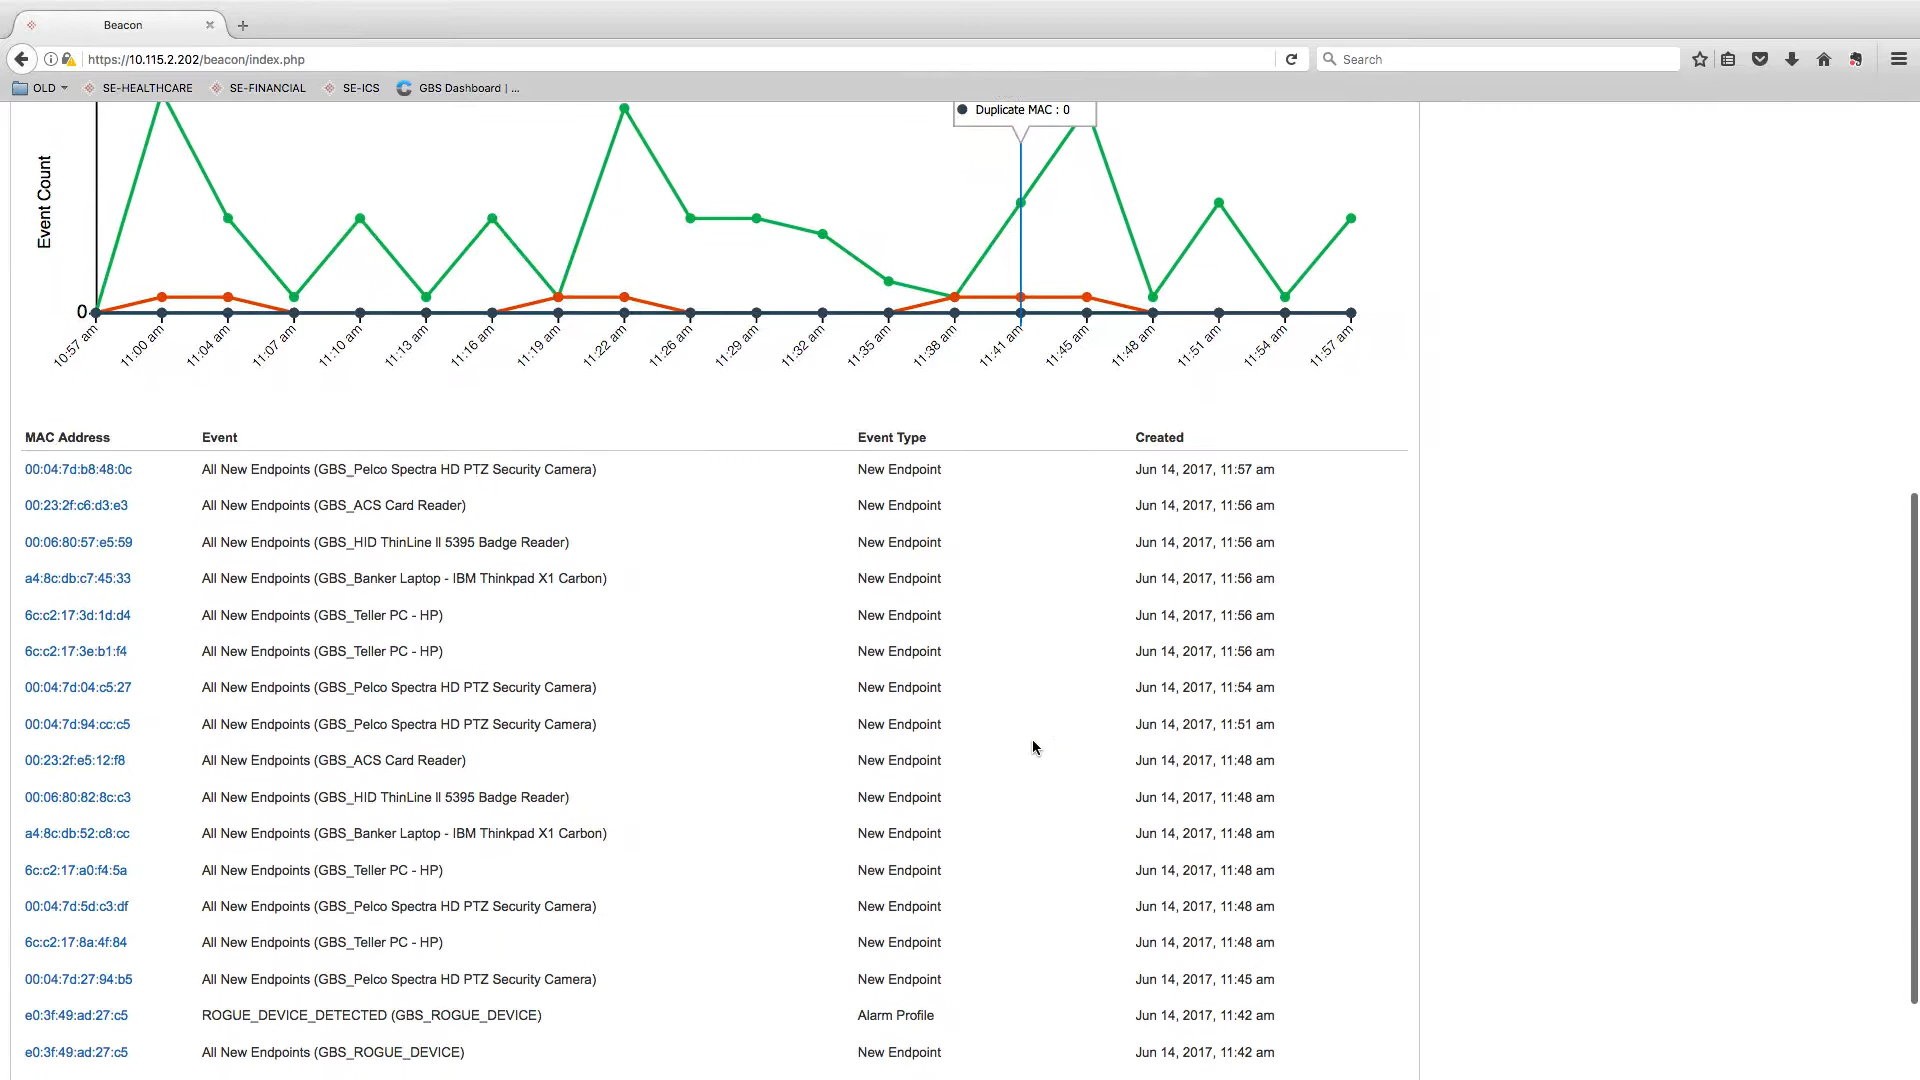 Beacon
https://10.115.2.202/beacon/index.php
Search
OLD SE-HEALTHCARE SE-FINANCIAL SE-ICS GBS Dashboard | ...
Duplicate MAC : 0
Event Count
0
10:57 am 11:00 am 11:04 am 11:07 am 11:10 am 11:13 am 11:16 am 11:19 am 11:22 am 11:26 am 11:29 am 11:32 am 11:35 am 11:38 am 11:41 am 11:45 am 11:48 am 11:51 am 11:54 am 11:57 am
MAC Address Event Event Type Created
00:04:7d:b8:48:0c All New Endpoints (GBS_Pelco Spectra HD PTZ Security Camera) New Endpoint Jun 14, 2017, 11:57 am
00:23:2f:c6:d3:e3 All New Endpoints (GBS_ACS Card Reader) New Endpoint Jun 14, 2017, 11:56 am
00:06:80:57:e5:59 All New Endpoints (GBS_HID ThinLine II 5395 Badge Reader) New Endpoint Jun 14, 2017, 11:56 am
a4:8c:db:c7:45:33 All New Endpoints (GBS_Banker Laptop - IBM Thinkpad X1 Carbon) New Endpoint Jun 14, 2017, 11:56 am
6c:c2:17:3d:1d:d4 All New Endpoints (GBS_Teller PC - HP) New Endpoint Jun 14, 2017, 11:56 am
6c:c2:17:3e:b1:f4 All New Endpoints (GBS_Teller PC - HP) New Endpoint Jun 14, 2017, 11:56 am
00:04:7d:04:c5:27 All New Endpoints (GBS_Pelco Spectra HD PTZ Security Camera) New Endpoint Jun 14, 2017, 11:54 am
00:04:7d:94:cc:c5 All New Endpoints (GBS_Pelco Spectra HD PTZ Security Camera) New Endpoint Jun 14, 2017, 11:51 am
00:23:2f:e5:12:f8 All New Endpoints (GBS_ACS Card Reader) New Endpoint Jun 14, 2017, 11:48 am
00:06:80:82:8c:c3 All New Endpoints (GBS_HID ThinLine II 5395 Badge Reader) New Endpoint Jun 14, 2017, 11:48 am
a4:8c:db:52:c8:cc All New Endpoints (GBS_Banker Laptop - IBM Thinkpad X1 Carbon) New Endpoint Jun 14, 2017, 11:48 am
6c:c2:17:a0:f4:5a All New Endpoints (GBS_Teller PC - HP) New Endpoint Jun 14, 2017, 11:48 am
00:04:7d:5d:c3:df All New Endpoints (GBS_Pelco Spectra HD PTZ Security Camera) New Endpoint Jun 14, 2017, 11:48 am
6c:c2:17:8a:4f:84 All New Endpoints (GBS_Teller PC - HP) New Endpoint Jun 14, 2017, 11:48 am
00:04:7d:27:94:b5 All New Endpoints (GBS_Pelco Spectra HD PTZ Security Camera) New Endpoint Jun 14, 2017, 11:45 am
e0:3f:49:ad:27:c5 ROGUE_DEVICE_DETECTED (GBS_ROGUE_DEVICE) Alarm Profile Jun 14, 2017, 11:42 am
e0:3f:49:ad:27:c5 All New Endpoints (GBS_ROGUE_DEVICE) New Endpoint Jun 14, 2017, 11:42 am